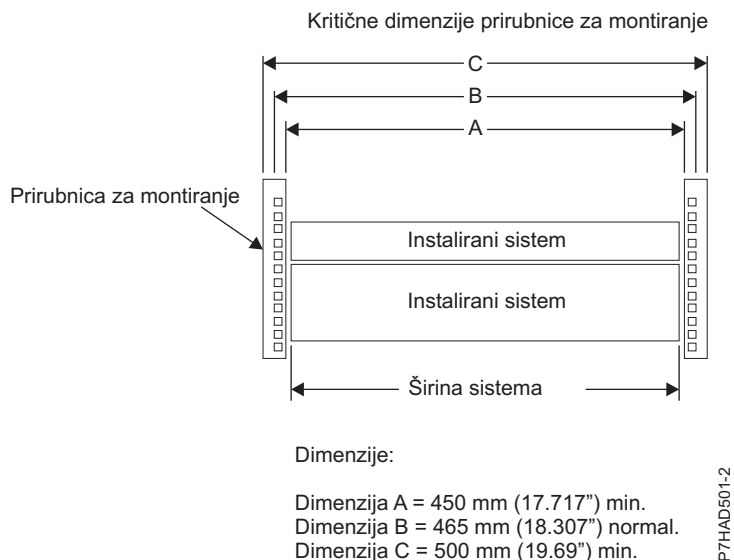 Kritične dimenzije prirubnice za montiranje
C
B
A
Prirubnica za montiranje
Instalirani sistem
Instalirani sistem
Širina sistema
Dimenzije:
Dimenzija A = 450 mm (17.717”) min.
Dimenzija B = 465 mm (18.307”) normal.
Dimenzija C = 500 mm (19.69”) min.
P7HAD501-2